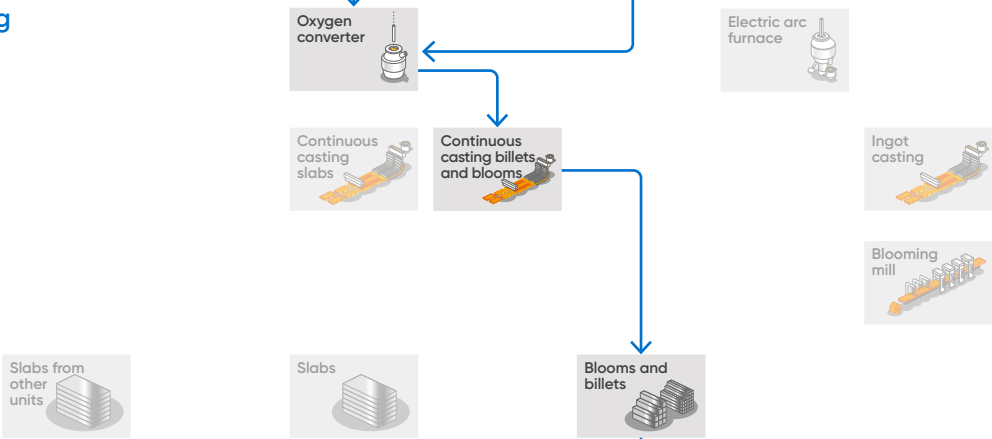 g
Oxygen
converter
Electric arc
furnace
Continuous
casting
slabs
Continuous
casting billets
and blooms
Ingot
casting
Blooming
mill
Slabs from
other
units
Slabs
Blooms and
billets